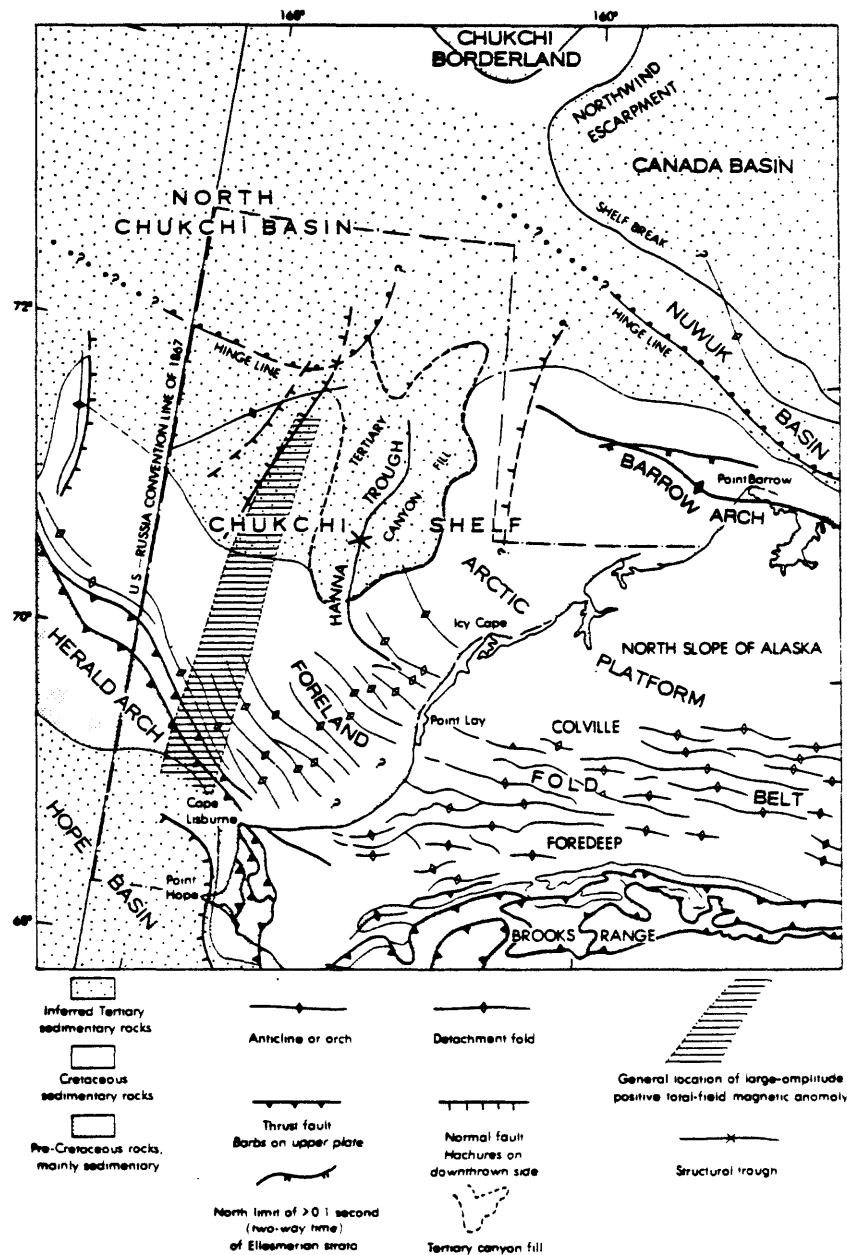 168°
160°
CHUKCHI
BORDERLAND
NORTHWIND
ESCARPMENT
CANADA BASIN
NORTH
CHUKCHI BASIN
SHELF BREAK
?
?
?
?
?
?
72°
HINGE LINE
HINGE LINE
NUWUK
BASIN
U S - RUSSIA CONVENTION LINE OF 1867
TERTIARY
TROUGH
CANYON
FILL
BARROW
ARCH
Point Barrow
CHUKCHI
SHELF
HANNA
ARCTIC
PLATFORM
70°
Icy Cape
NORTH SLOPE OF ALASKA
HERALD ARCH
FORELAND
Point Lay
COLVILLE
?
FOLD
BELT
?
Cape
Lisburne
FOREDEEP
HOPE
BASIN
Point
Hope
68°
BROOKS RANGE
Inferred Tertiary
sedimentary rocks
Anticline or arch
Detachment fold
General location of large-amplitude
positive total-field magnetic anomoly
Cretaceous
sedimentary rocks
Thrust fault
Barbs on upper plate
Normal fault
Hachures on
downthrown side
Pre-Cretaceous rocks,
mainly sedimentary
Structural trough
North limit of >0.1 second
(two-way time)
of Ellesmerian strata
Tertiary canyon fill